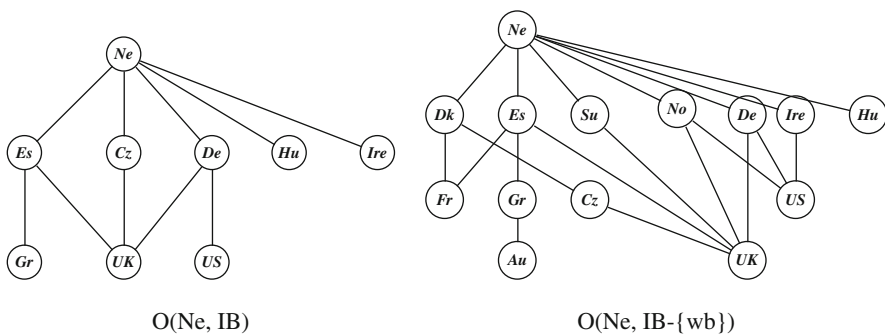 Ne
Es Cz De Hu Ire
Gr UK US
O(Ne, IB)
Ne
Dk Es Su No De Ire Hu
Fr Gr Cz US
Au UK
O(Ne, IB-{wb})